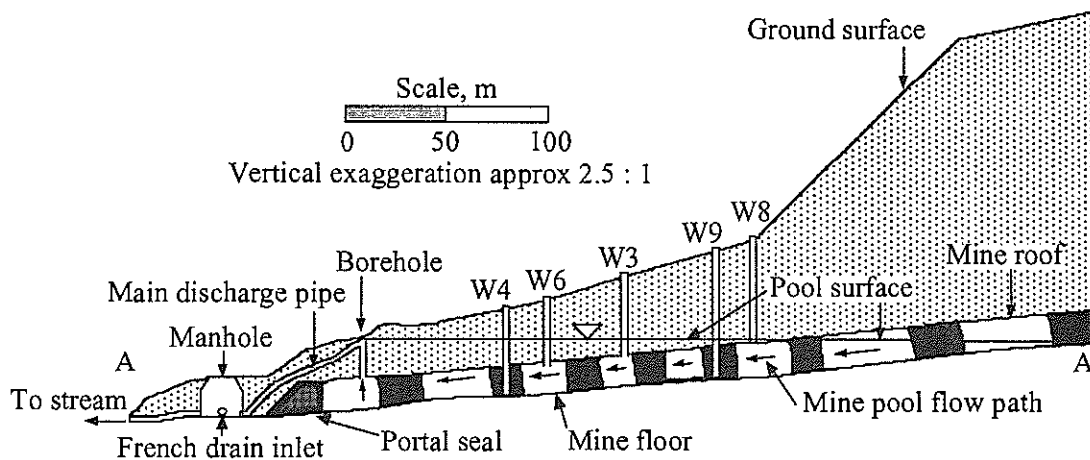 Ground surface
Scale, m
0 50 100
Vertical exaggeration approx 2.5 : 1
W8
W9
W3
W6
W4
Borehole
Mine roof
Main discharge pipe
Pool surface
Manhole
A
A
To stream
Mine pool flow path
French drain inlet
Portal seal
Mine floor